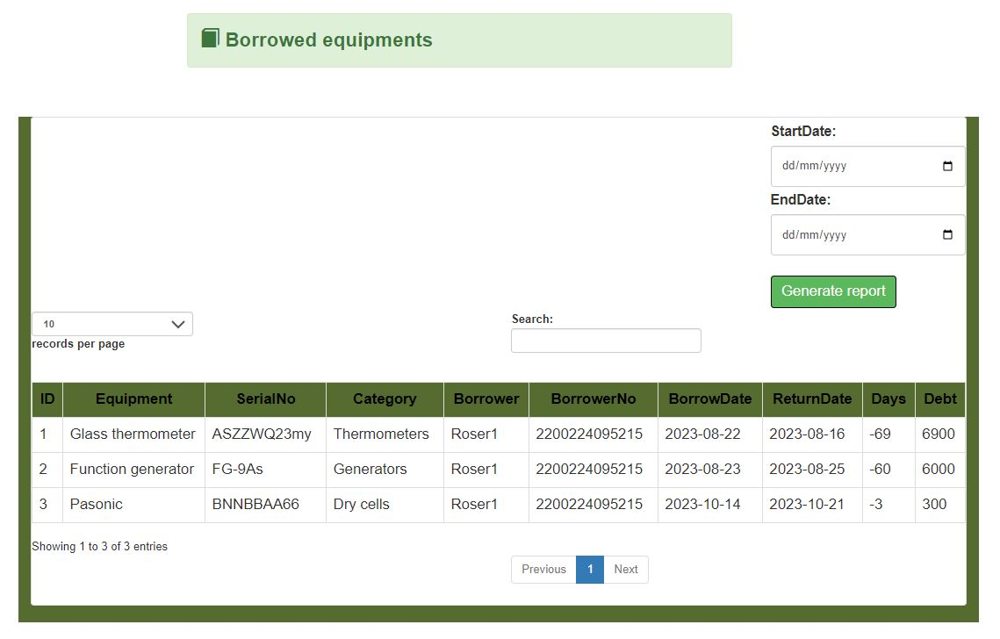 Borrowed equipments
StartDate:
dd/mm/yyyy
EndDate:
dd/mm/yyyy
Generate report
10
records per page
Search:
ID Equipment SerialNo Category Borrower BorrowerNo BorrowDate ReturnDate Days Debt
1 Glass thermometer ASZZWQ23my Thermometers Roser1 2200224095215 2023-08-22 2023-08-16 -69 6900
2 Function generator FG-9As Generators Roser1 2200224095215 2023-08-23 2023-08-25 -60 6000
3 Pasonic BNNBBAA66 Dry cells Roser1 2200224095215 2023-10-14 2023-10-21 -3 300
Showing 1 to 3 of 3 entries
Previous 1 Next